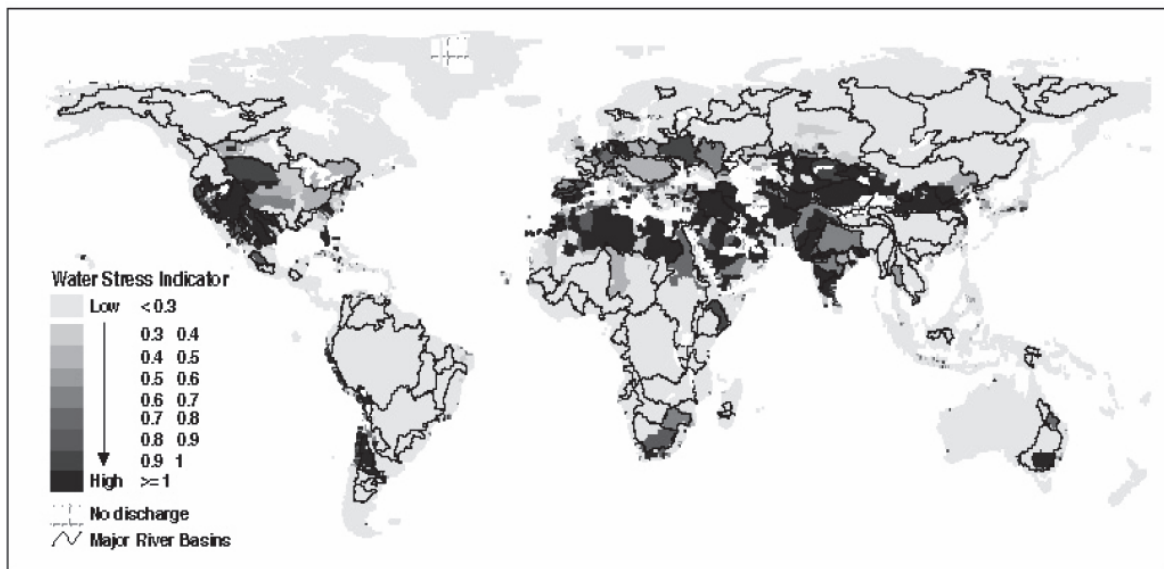 Water Stress Indicator
Low < 0.3
0.3 0.4
0.4 0.5
0.5 0.6
0.6 0.7
0.7 0.8
0.8 0.9
0.9 1
High >= 1
No discharge
Major River Basins